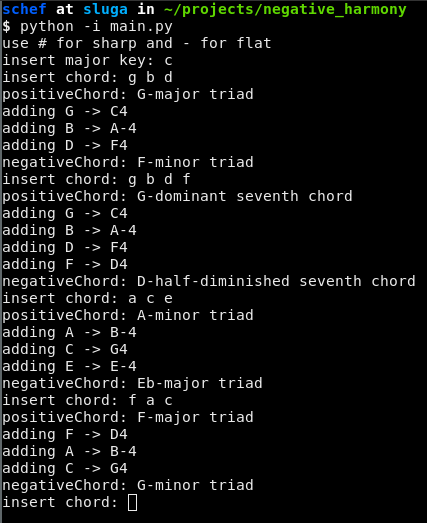 schef at sluga in ~/projects/negative_harmony
$ python -i main.py
use # for sharp and - for flat
insert major key: c
insert chord: g b d
positiveChord: G-major triad
adding G -> C4
adding B -> A-4
adding D -> F4
negativeChord: F-minor triad
insert chord: g b d f
positiveChord: G-dominant seventh chord
adding G -> C4
adding B -> A-4
adding D -> F4
adding F -> D4
negativeChord: D-half-diminished seventh chord
insert chord: a c e
positiveChord: A-minor triad
adding A -> B-4
adding C -> G4
adding E -> E-4
negativeChord: Eb-major triad
insert chord: f a c
positiveChord: F-major triad
adding F -> D4
adding A -> B-4
adding C -> G4
negativeChord: G-minor triad
insert chord: